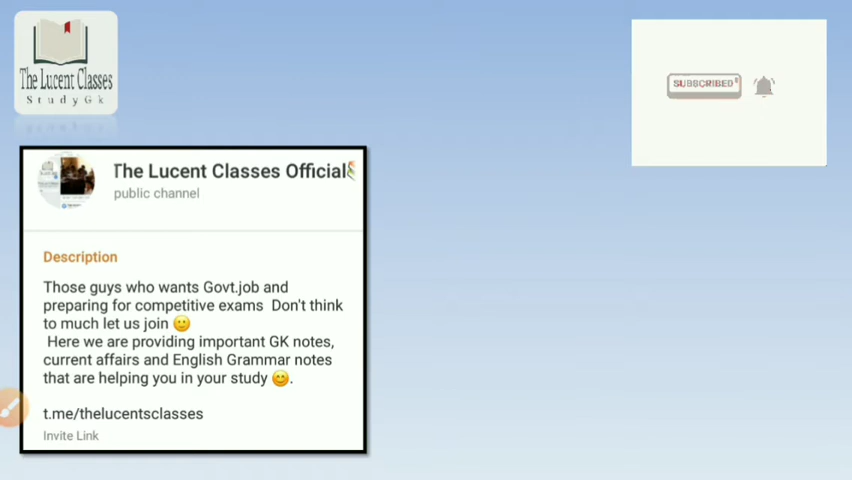 The Lucent Classes
StudyGk
SUBSCRIBED
The Lucent Classes Official
public channel
Description
Those guys who wants Govt.job and
preparing for competitive exams Don't think
to much let us join 🙂
Here we are providing important GK notes,
current affairs and English Grammar notes
that are helping you in your study 😊.
t.me/thelucentsclasses
Invite Link